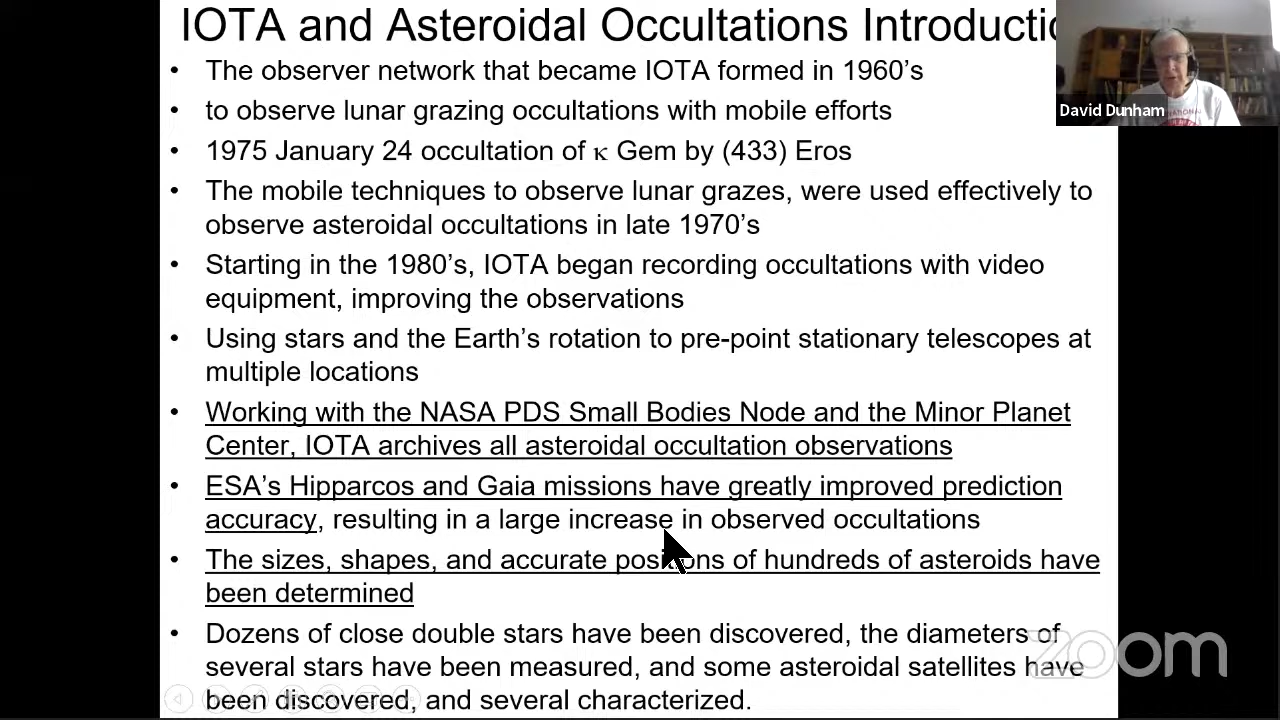 IOTA and Asteroidal Occultations Introductio
David Dunham
• The observer network that became IOTA formed in 1960’s
• to observe lunar grazing occultations with mobile efforts
• 1975 January 24 occultation of κ Gem by (433) Eros
• The mobile techniques to observe lunar grazes, were used effectively to
observe asteroidal occultations in late 1970’s
• Starting in the 1980’s, IOTA began recording occultations with video
equipment, improving the observations
• Using stars and the Earth’s rotation to pre-point stationary telescopes at
multiple locations
• Working with the NASA PDS Small Bodies Node and the Minor Planet
Center, IOTA archives all asteroidal occultation observations
• ESA’s Hipparcos and Gaia missions have greatly improved prediction
accuracy, resulting in a large increase in observed occultations
• The sizes, shapes, and accurate positions of hundreds of asteroids have
been determined
• Dozens of close double stars have been discovered, the diameters of
several stars have been measured, and some asteroidal satellites have
been discovered, and several characterized.
zoom